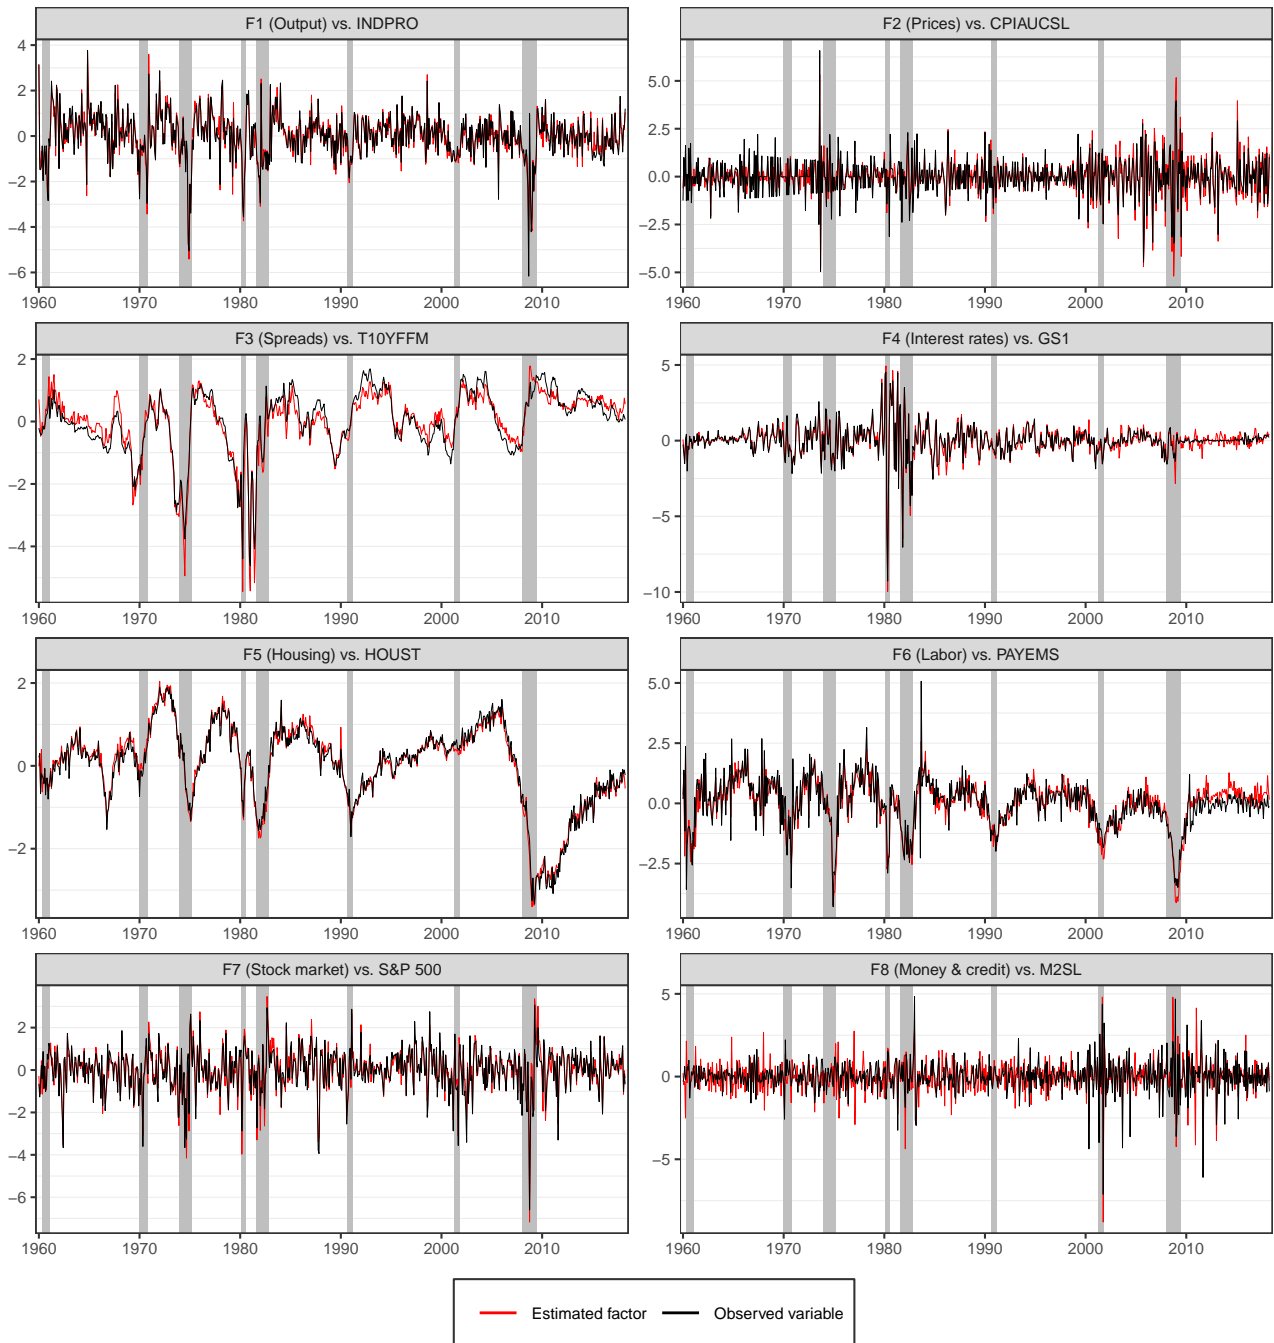 F1 (Output) vs. INDPRO
4
2
0
−2
−4
−6
1960 1970 1980 1990 2000 2010
F2 (Prices) vs. CPIAUCSL
5.0
2.5
0.0
−2.5
−5.0
1960 1970 1980 1990 2000 2010
F3 (Spreads) vs. T10YFFM
2
0
−2
−4
1960 1970 1980 1990 2000 2010
F4 (Interest rates) vs. GS1
5
0
−5
−10
1960 1970 1980 1990 2000 2010
F5 (Housing) vs. HOUST
2
0
−2
1960 1970 1980 1990 2000 2010
F6 (Labor) vs. PAYEMS
5.0
2.5
0.0
−2.5
1960 1970 1980 1990 2000 2010
F7 (Stock market) vs. S&P 500
2
0
−2
−4
−6
1960 1970 1980 1990 2000 2010
F8 (Money & credit) vs. M2SL
5
0
−5
1960 1970 1980 1990 2000 2010
Estimated factor Observed variable